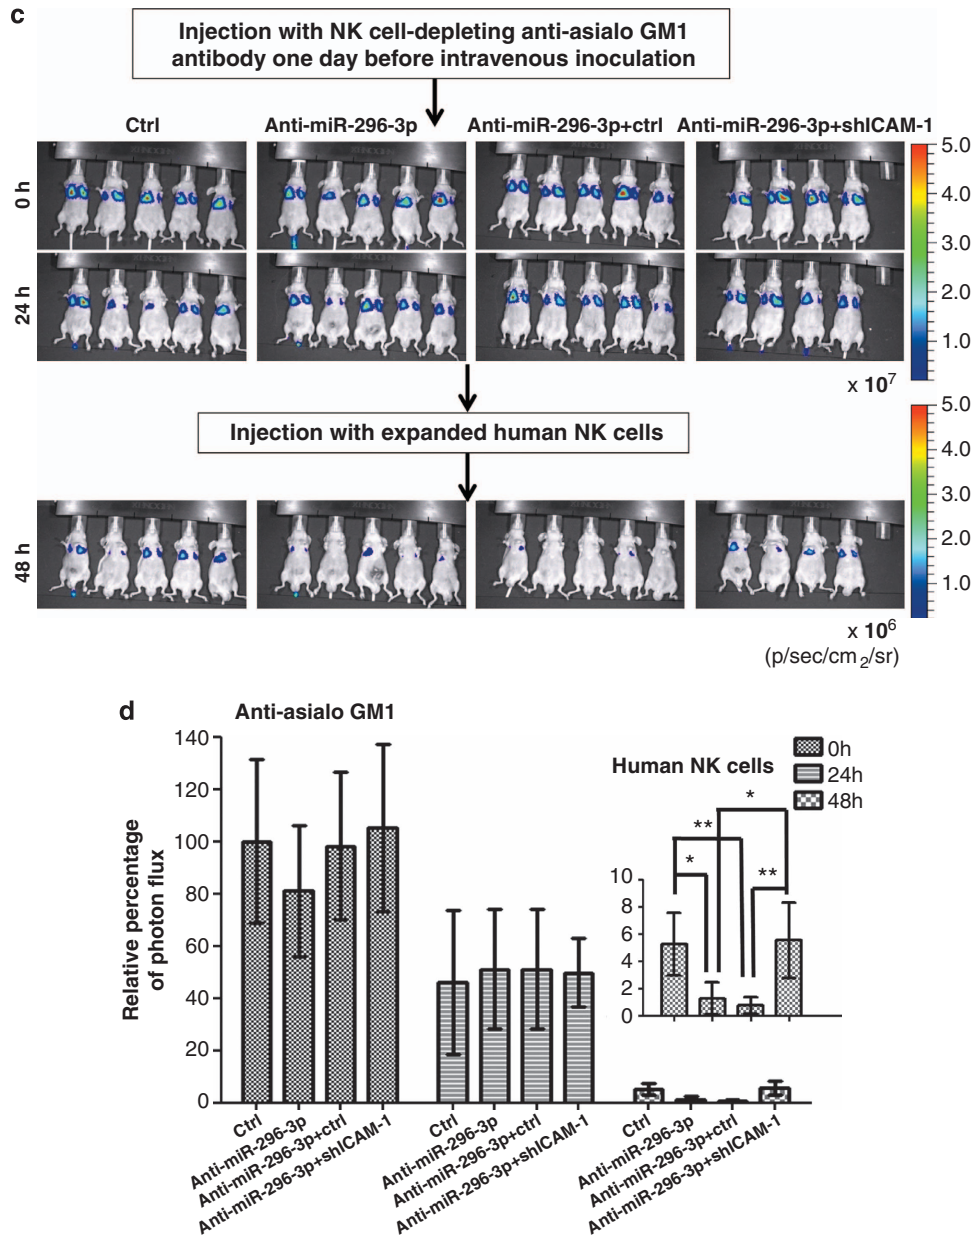 c
Injection with NK cell-depleting anti-asialo GM1
antibody one day before intravenous inoculation
Ctrl Anti-miR-296-3p Anti-miR-296-3p+ctrl Anti-miR-296-3p+shICAM-1
0 h
5.0
4.0
3.0
2.0
1.0
24 h
x 10⁷
Injection with expanded human NK cells
5.0
4.0
3.0
2.0
1.0
48 h
x 10⁶
(p/sec/cm₂/sr)
d
Anti-asialo GM1
Relative percentage
of photon flux
140
120
100
80
60
40
20
0
0h
24h
48h
Human NK cells
*
**
*
**
10
8
6
4
2
0
Ctrl
Anti-miR-296-3p
Anti-miR-296-3p+ctrl
Anti-miR-296-3p+shICAM-1
Ctrl
Anti-miR-296-3p
Anti-miR-296-3p+ctrl
Anti-miR-296-3p+shICAM-1
Ctrl
Anti-miR-296-3p
Anti-miR-296-3p+ctrl
Anti-miR-296-3p+shICAM-1